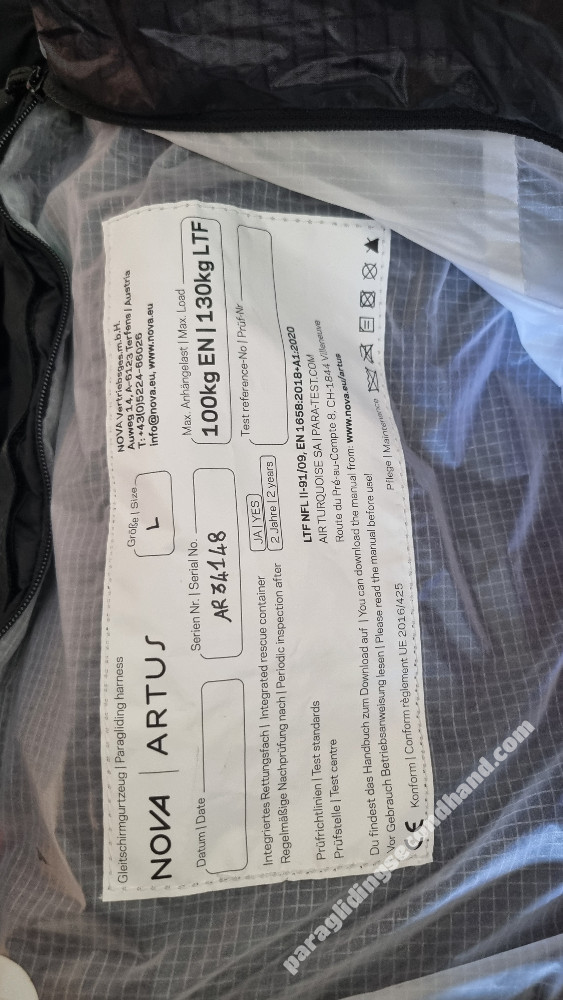 Gleitschirmgurtzeug | Paragliding harness
NOVA | ARTUS
NOVA Vertriebsges.m.b.H.
Auweg 14, A-6123 Terfens | Austria
T: +43(0)5224-66026
info@nova.eu, www.nova.eu
Größe | Size
L
Datum | Date
Serien Nr. | Serial No.
AR 34148
Max. Anhängelast | Max. Load
100kg EN | 130kg LTF
Integriertes Rettungsfach | Integrated rescue container
JA | YES
Regelmäßige Nachprüfung nach | Periodic inspection after
2 Jahre | 2 years
Test reference-No | Prüf-Nr
Prüfrichtlinien | Test standards
LTF NFL II-91/09, EN 1658:2018+A1:2020
Prüfstelle | Test centre
AIR TURQUOISE SA | PARA-TEST.COM
Route du Pré-au-Compte 8, CH-1844 Villeneuve
Du findest das Handbuch zum Download auf | You can download the manual from: www.nova.eu/artus
Vor Gebrauch Betriebsanweisung lesen | Please read the manual before use!
Pflege | Maintenance
CE Konform | Conform règlement UE 2016/425
paraglidingsecondhand.com